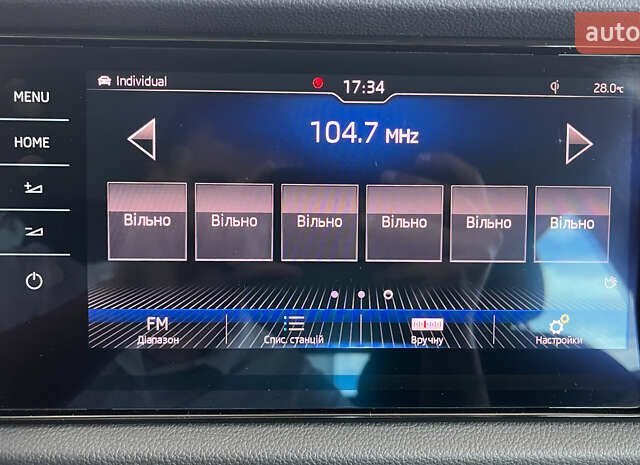 auto
Individual
17:34
28.0°C
MENU
HOME
104.7 MHz
Вільно Вільно Вільно Вільно Вільно Вільно
FM
Діапазон Спис. станцій Вручну Настройки